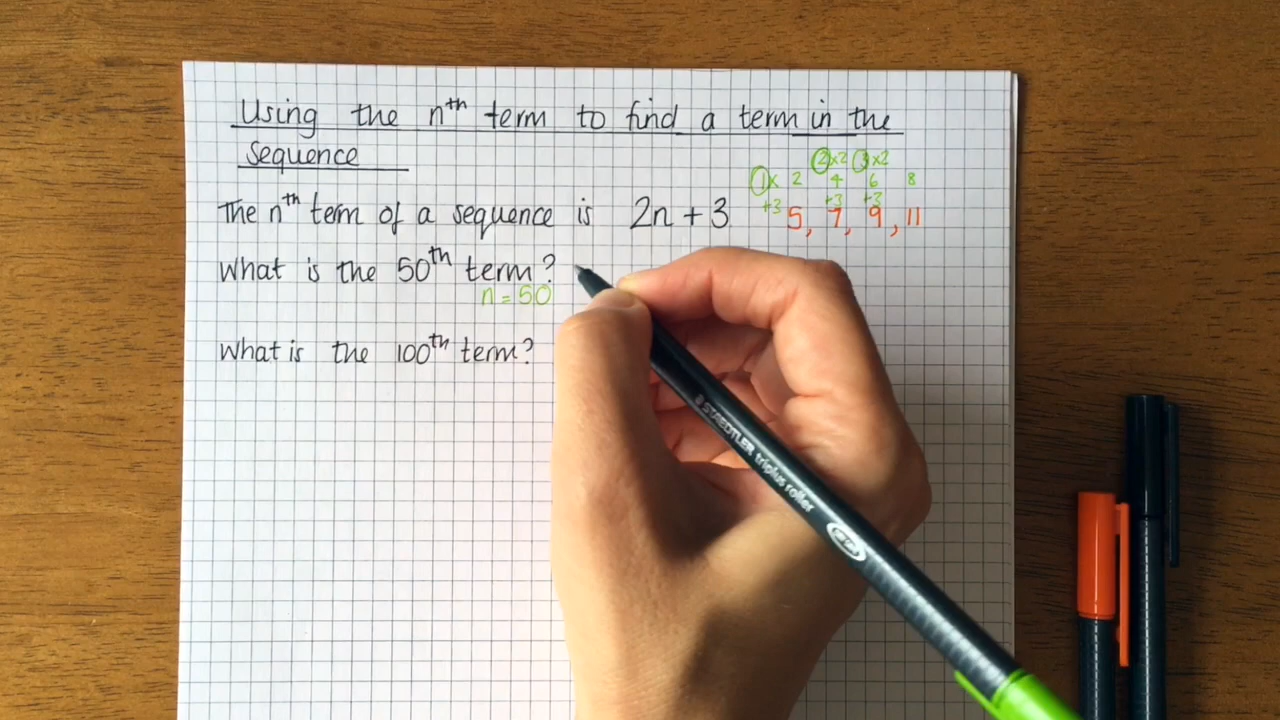 Using the nth term to find a term in the
sequence
②x2 ③x2
①x 2 4 6 8
+3 +3 +3
The nth term of a sequence is 2n + 3 5, 7, 9, 11
What is the 50th term?
n = 50
What is the 100th term?
STAEDTLER triplus roller